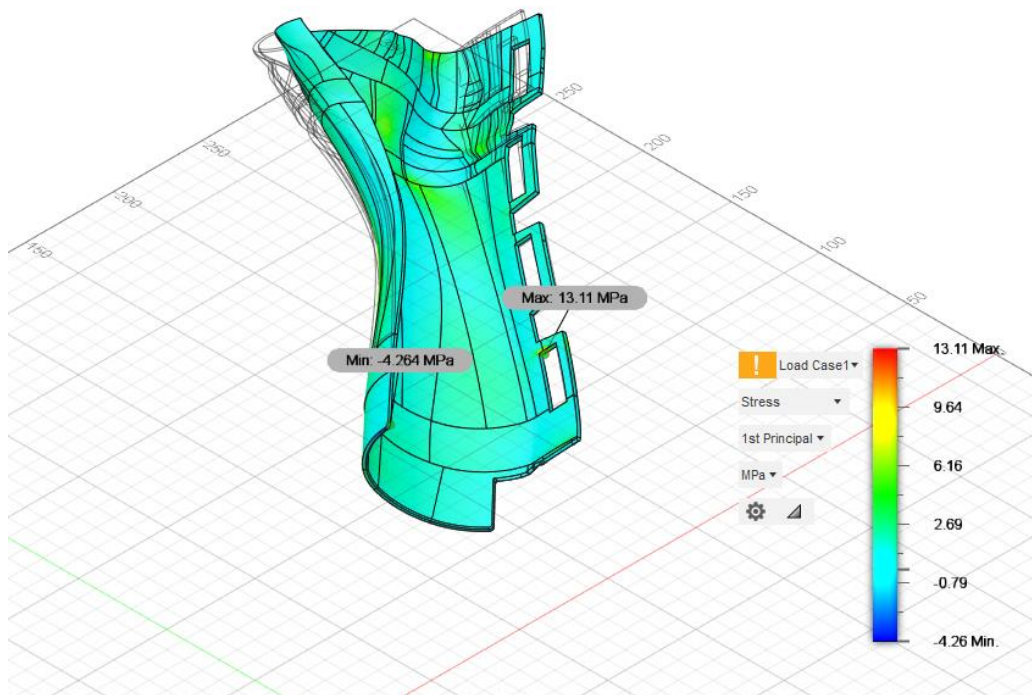 250
200
150
250
200
150
100
50
Max: 13.11 MPa
Min: -4.264 MPa
! Load Case1
Stress
1st Principal
MPa
13.11 Max.
9.64
6.16
2.69
-0.79
-4.26 Min.